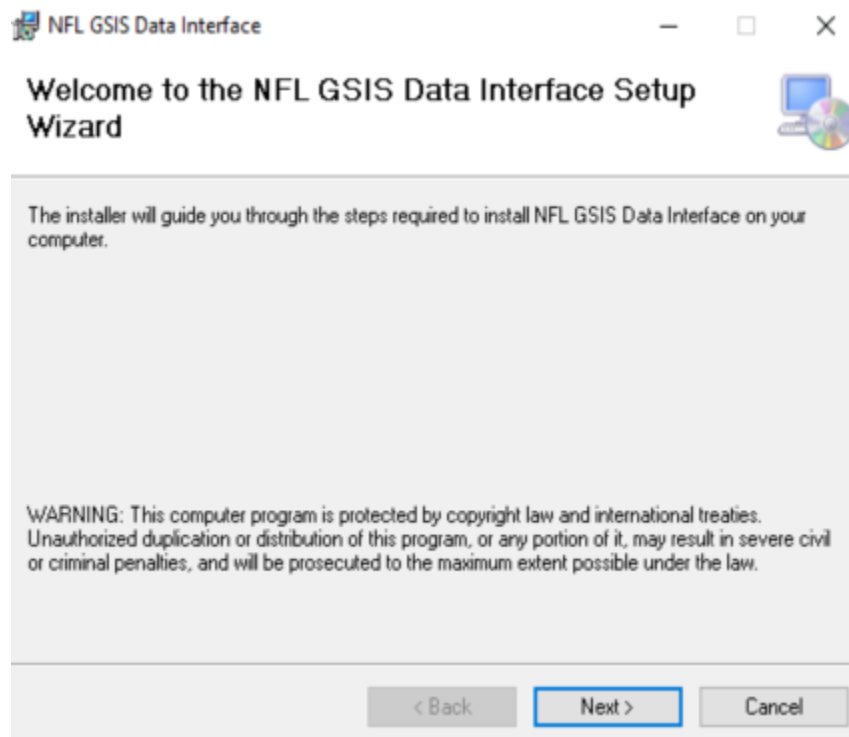 NFL GSIS Data Interface
Welcome to the NFL GSIS Data Interface Setup
Wizard
The installer will guide you through the steps required to install NFL GSIS Data Interface on your
computer.
WARNING: This computer program is protected by copyright law and international treaties.
Unauthorized duplication or distribution of this program, or any portion of it, may result in severe civil
or criminal penalties, and will be prosecuted to the maximum extent possible under the law.
< Back Next > Cancel